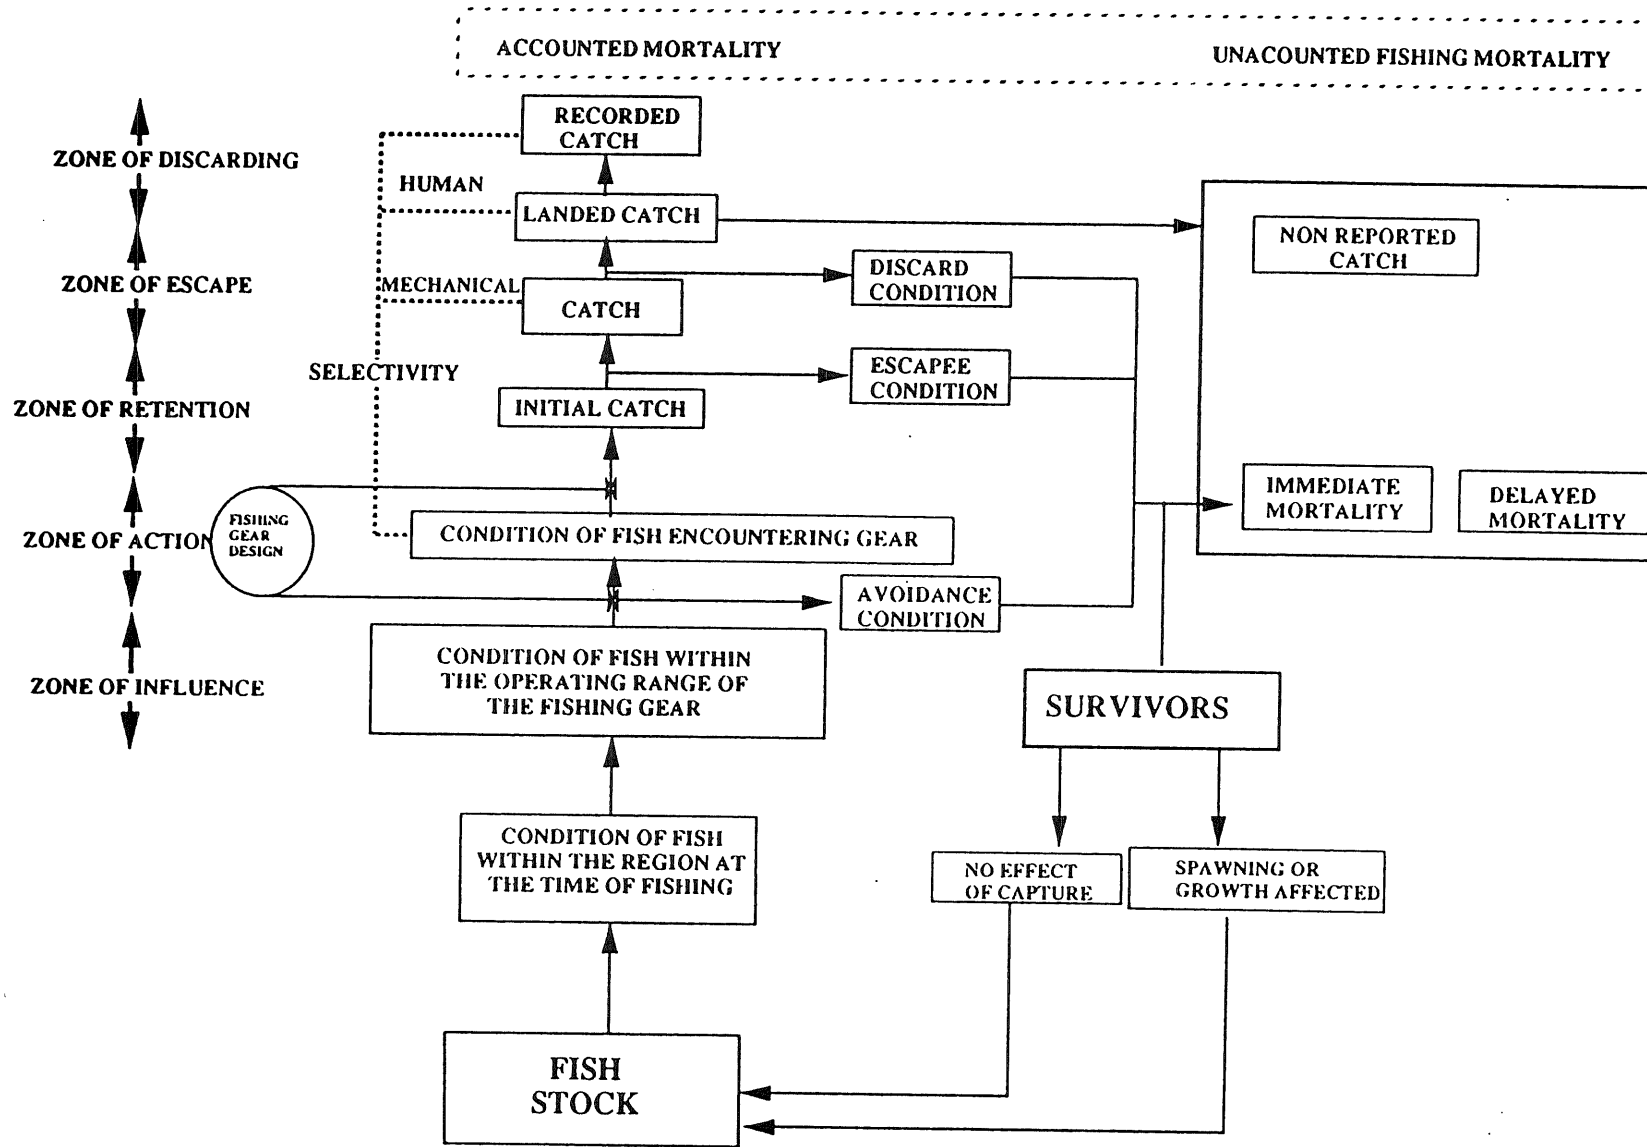 ACCOUNTED MORTALITY
UNACOUNTED FISHING MORTALITY
RECORDED
CATCH
ZONE OF DISCARDING
HUMAN
LANDED CATCH
NON REPORTED
CATCH
ZONE OF ESCAPE
MECHANICAL
CATCH
DISCARD
CONDITION
SELECTIVITY
ESCAPEE
CONDITION
ZONE OF RETENTION
INITIAL CATCH
IMMEDIATE
MORTALITY
DELAYED
MORTALITY
ZONE OF ACTION
FISHING
GEAR
DESIGN
CONDITION OF FISH ENCOUNTERING GEAR
AVOIDANCE
CONDITION
ZONE OF INFLUENCE
CONDITION OF FISH WITHIN
THE OPERATING RANGE OF
THE FISHING GEAR
SURVIVORS
CONDITION OF FISH
WITHIN THE REGION AT
THE TIME OF FISHING
NO EFFECT
OF CAPTURE
SPAWNING OR
GROWTH AFFECTED
FISH
STOCK